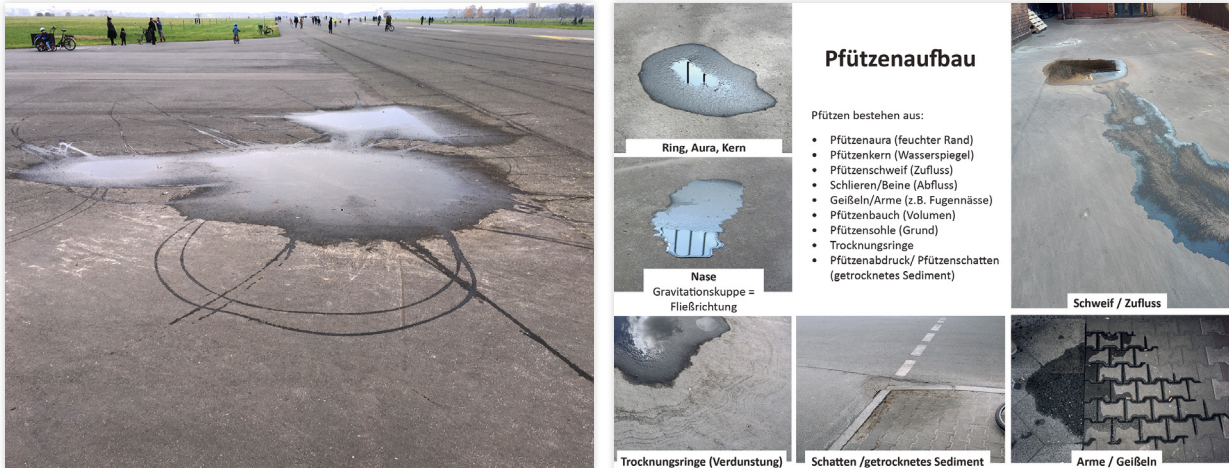 Pfützenaufbau
Pfützen bestehen aus:
• Pfützenaura (feuchter Rand)
• Pfützenkern (Wasserspiegel)
• Pfützenschweif (Zufluss)
• Schlieren/Beine (Abfluss)
• Geißeln/Arme (z.B. Fugennässe)
• Pfützenbauch (Volumen)
• Pfützensohle (Grund)
• Trocknungsringe
• Pfützenabdruck/ Pfützenschatten
(getrocknetes Sediment)
Ring, Aura, Kern
Nase
Gravitationskuppe =
Fließrichtung
Schweif / Zufluss
Trocknungsringe (Verdunstung)
Schatten /getrocknetes Sediment
Arme / Geißeln